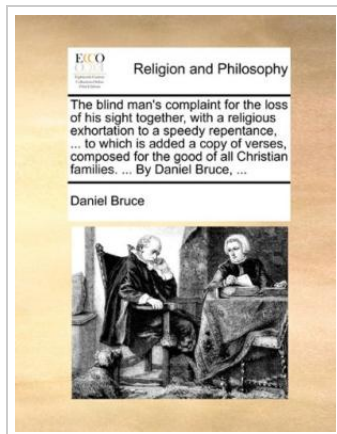 ECCO
Religion and Philosophy
The blind man's complaint for the loss
of his sight together, with a religious
exhortation to a speedy repentance,
... to which is added a copy of verses,
composed for the good of all Christian
families. ... By Daniel Bruce, ...
Daniel Bruce